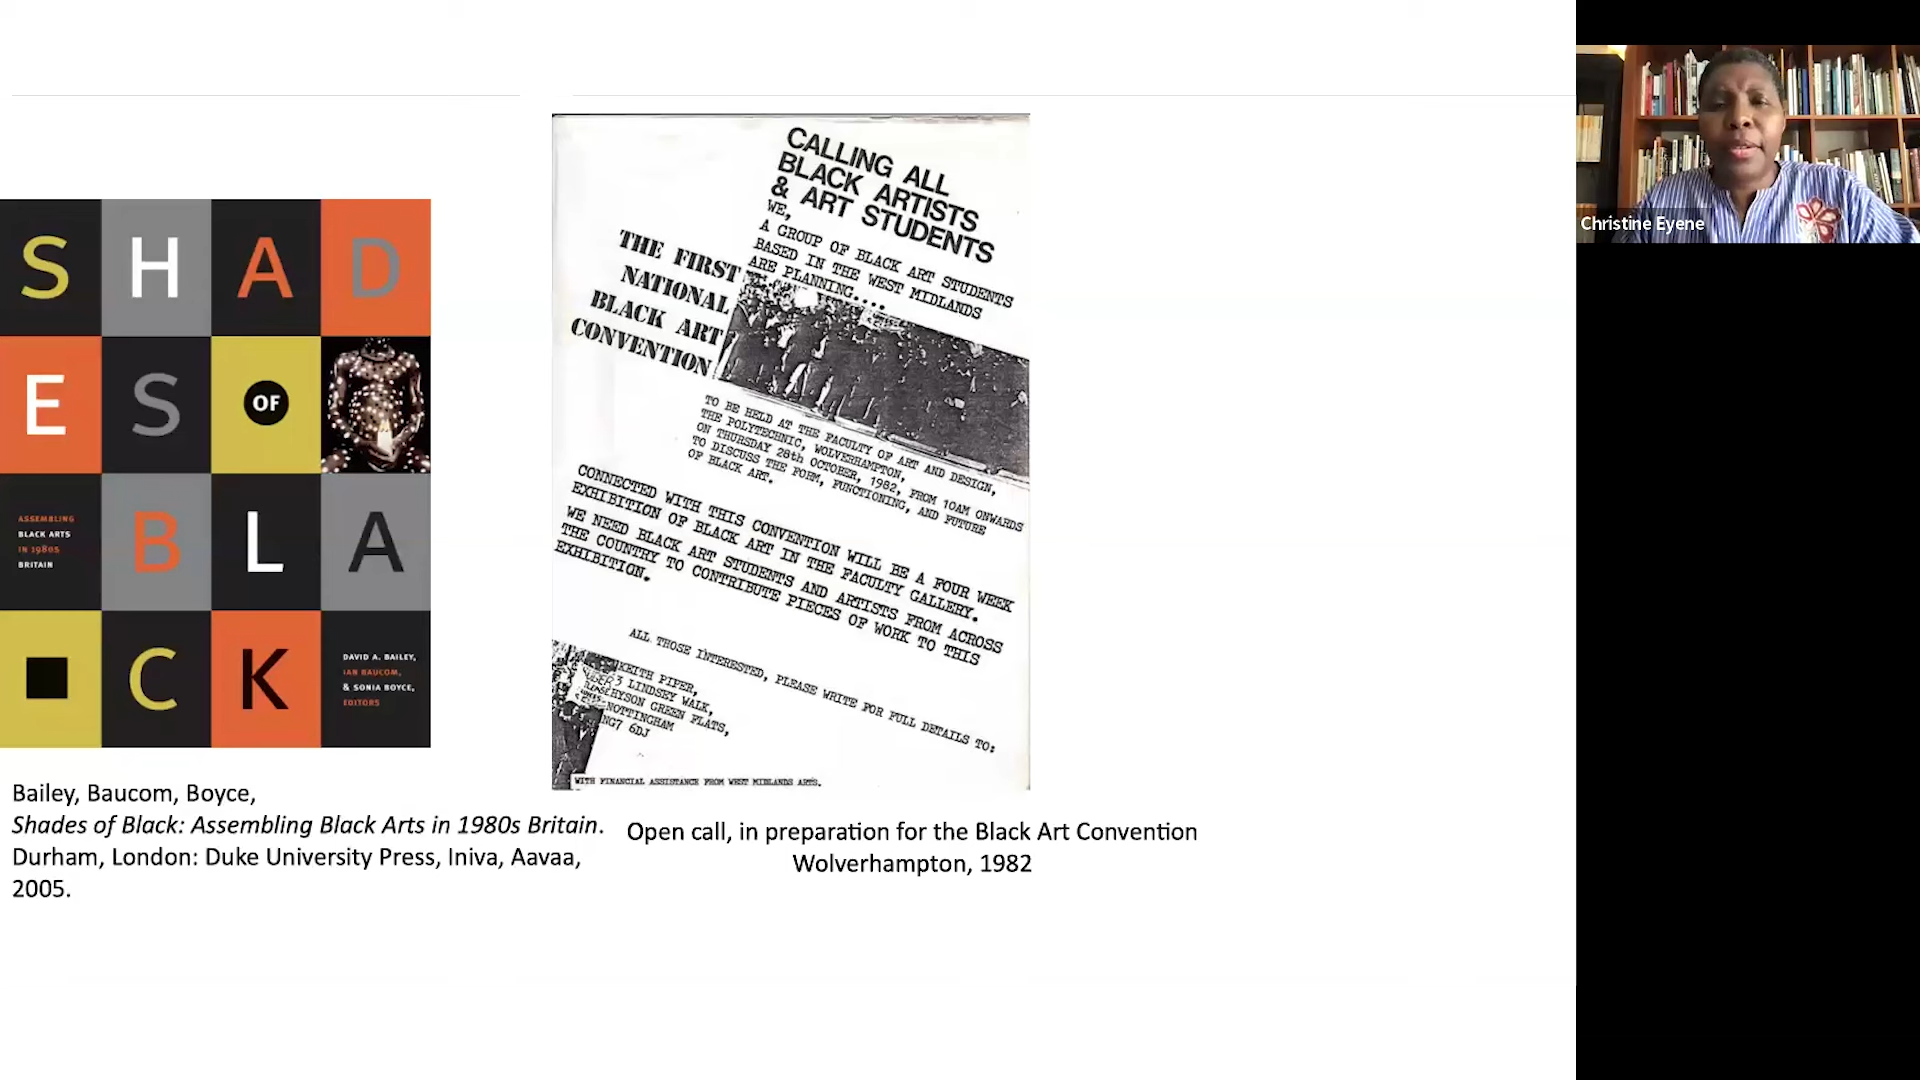 S H A D
E S OF
ASSEMBLING
BLACK ARTS
IN 1980S
BRITAIN
B L A
C K
DAVID A. BAILEY,
IAN BAUCOM,
& SONIA BOYCE,
EDITORS
Bailey, Baucom, Boyce,
Shades of Black: Assembling Black Arts in 1980s Britain.
Durham, London: Duke University Press, Iniva, Aavaa,
2005.
CALLING ALL
BLACK ARTISTS
& ART STUDENTS
WE,
A GROUP OF BLACK ART STUDENTS
BASED IN THE WEST MIDLANDS
ARE PLANNING....
THE FIRST
NATIONAL
BLACK ART
CONVENTION
TO BE HELD AT THE FACULTY OF ART AND DESIGN,
THE POLYTECHNIC, WOLVERHAMPTON,
ON THURSDAY 28th OCTOBER, 1982, FROM 10AM ONWARDS
TO DISCUSS THE FORM, FUNCTIONING, AND FUTURE
OF BLACK ART.
CONNECTED WITH THIS CONVENTION WILL BE A FOUR WEEK
EXHIBITION OF BLACK ART IN THE FACULTY GALLERY.
WE NEED BLACK ART STUDENTS AND ARTISTS FROM ACROSS
THE COUNTRY TO CONTRIBUTE PIECES OF WORK TO THIS
EXHIBITION.
ALL THOSE INTERESTED, PLEASE WRITE FOR FULL DETAILS TO:
KEITH PIPER,
3 LINDSEY WALK,
HYSON GREEN FLATS,
NOTTINGHAM
NG7 6DJ
WITH FINANCIAL ASSISTANCE FROM WEST MIDLANDS ARTS.
Open call, in preparation for the Black Art Convention
Wolverhampton, 1982
Christine Eyene